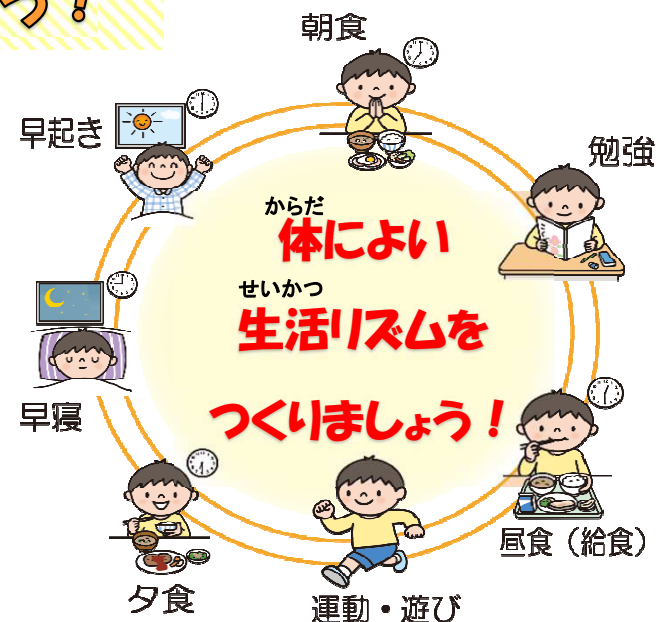 う！
朝食
早起き
勉強
からだ
体によい
せいかつ
生活リズムを
つくりましょう！
早寝
昼食（給食）
夕食
運動・遊び